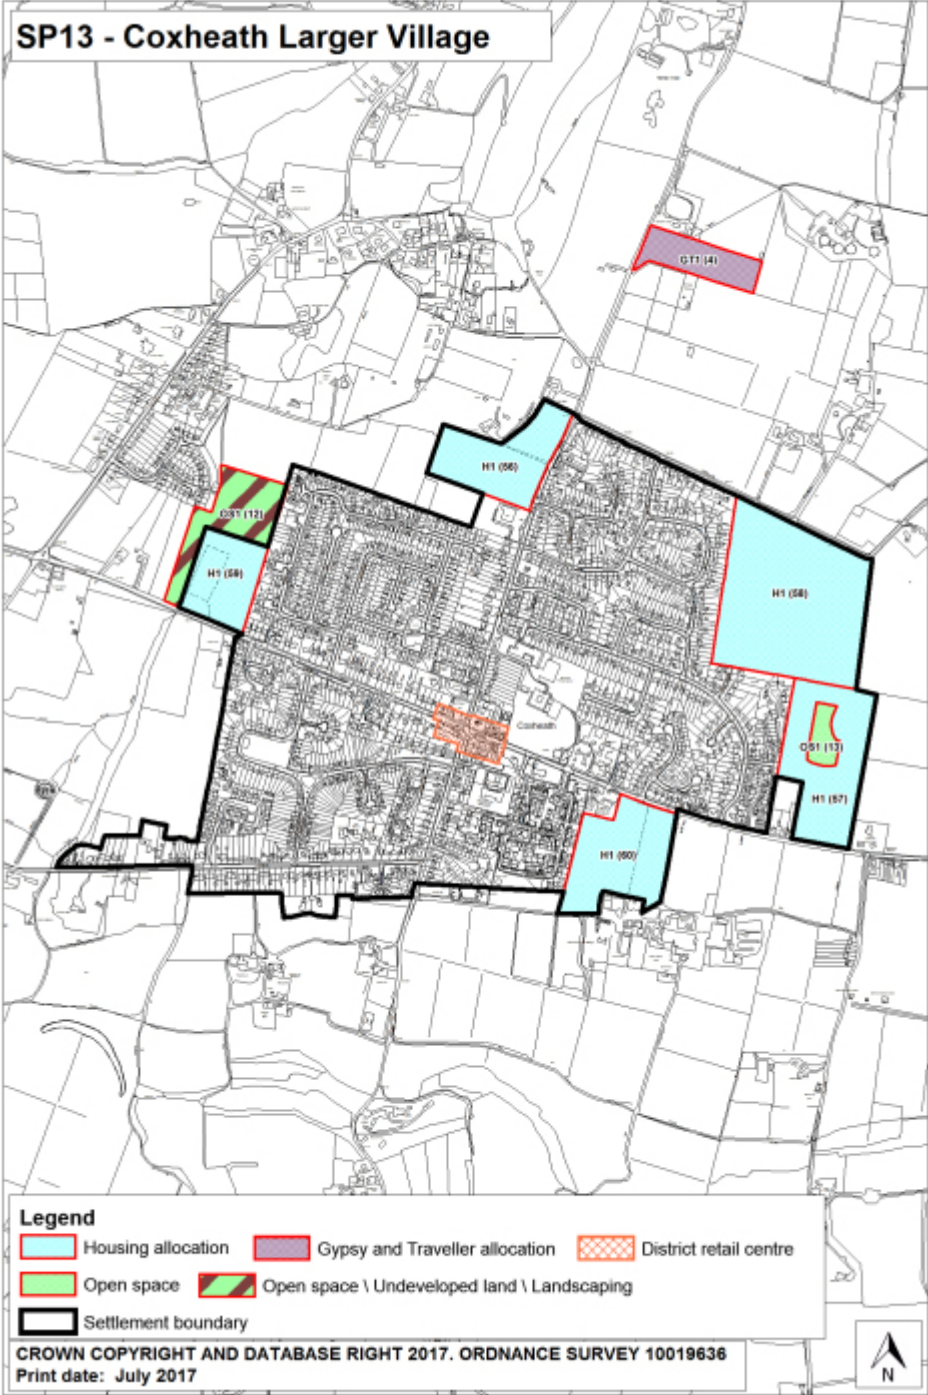 SP13 - Coxheath Larger Village
GT1 (4)
H1 (56)
OS1 (12)
H1 (59)
H1 (58)
Coxheath
OS1 (13)
H1 (57)
H1 (60)
Legend
Housing allocation
Gypsy and Traveller allocation
District retail centre
Open space
Open space \ Undeveloped land \ Landscaping
Settlement boundary
CROWN COPYRIGHT AND DATABASE RIGHT 2017. ORDNANCE SURVEY 10019636
Print date: July 2017
N